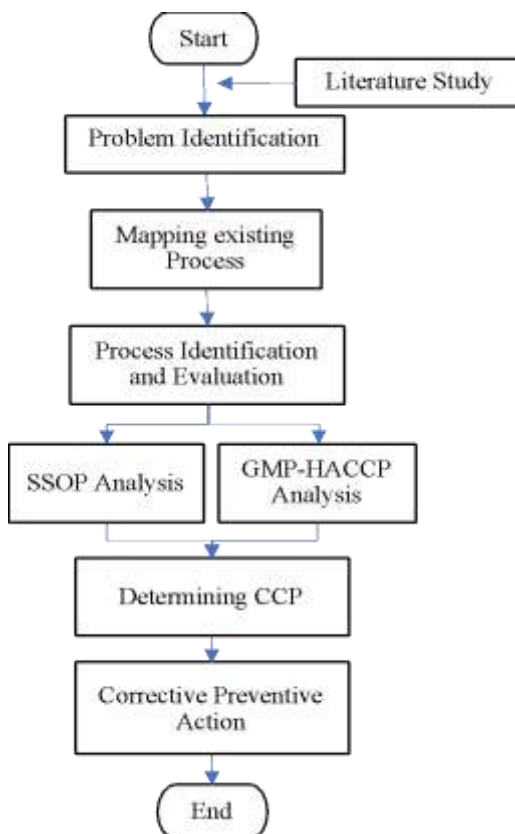 Start
Literature Study
Problem Identification
Mapping existing
Process
Process Identification
and Evaluation
SSOP Analysis
GMP-HACCP
Analysis
Determining CCP
Corrective Preventive
Action
End